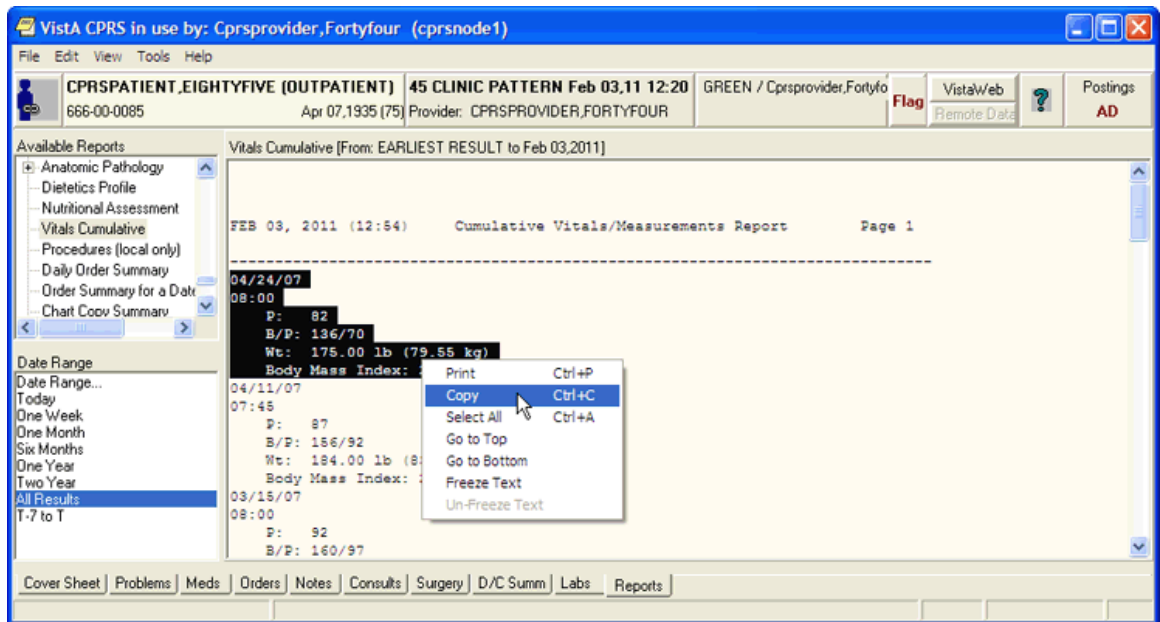 VistA CPRS in use by: Cprsprovider,Fortyfour (cprsnode1)
File Edit View Tools Help
CPRSPATIENT,EIGHTYFIVE (OUTPATIENT)
666-00-0085 Apr 07,1935 (75)
45 CLINIC PATTERN Feb 03,11 12:20
Provider: CPRSPROVIDER,FORTYFOUR
GREEN / Cprsprovider,Fortyfo
Flag
VistaWeb
Remote Data
?
Postings
AD
Available Reports
Anatomic Pathology
Dietetics Profile
Nutritional Assessment
Vitals Cumulative
Procedures (local only)
Daily Order Summary
Order Summary for a Date
Chart Copy Summary
Date Range
Date Range...
Today
One Week
One Month
Six Months
One Year
Two Year
All Results
T-7 to T
Vitals Cumulative [From: EARLIEST RESULT to Feb 03,2011]
FEB 03, 2011 (12:54) Cumulative Vitals/Measurements Report Page 1
--------------------------------------------------------------------------------
04/24/07
08:00
P: 82
B/P: 136/70
Wt: 175.00 lb (79.55 kg)
Body Mass Index:
04/11/07
07:45
P: 87
B/P: 156/92
Wt: 184.00 lb
Body Mass Index:
03/15/07
08:00
P: 92
B/P: 160/97
Print Ctrl+P
Copy Ctrl+C
Select All Ctrl+A
Go to Top
Go to Bottom
Freeze Text
Un-Freeze Text
Cover Sheet Problems Meds Orders Notes Consults Surgery D/C Summ Labs Reports